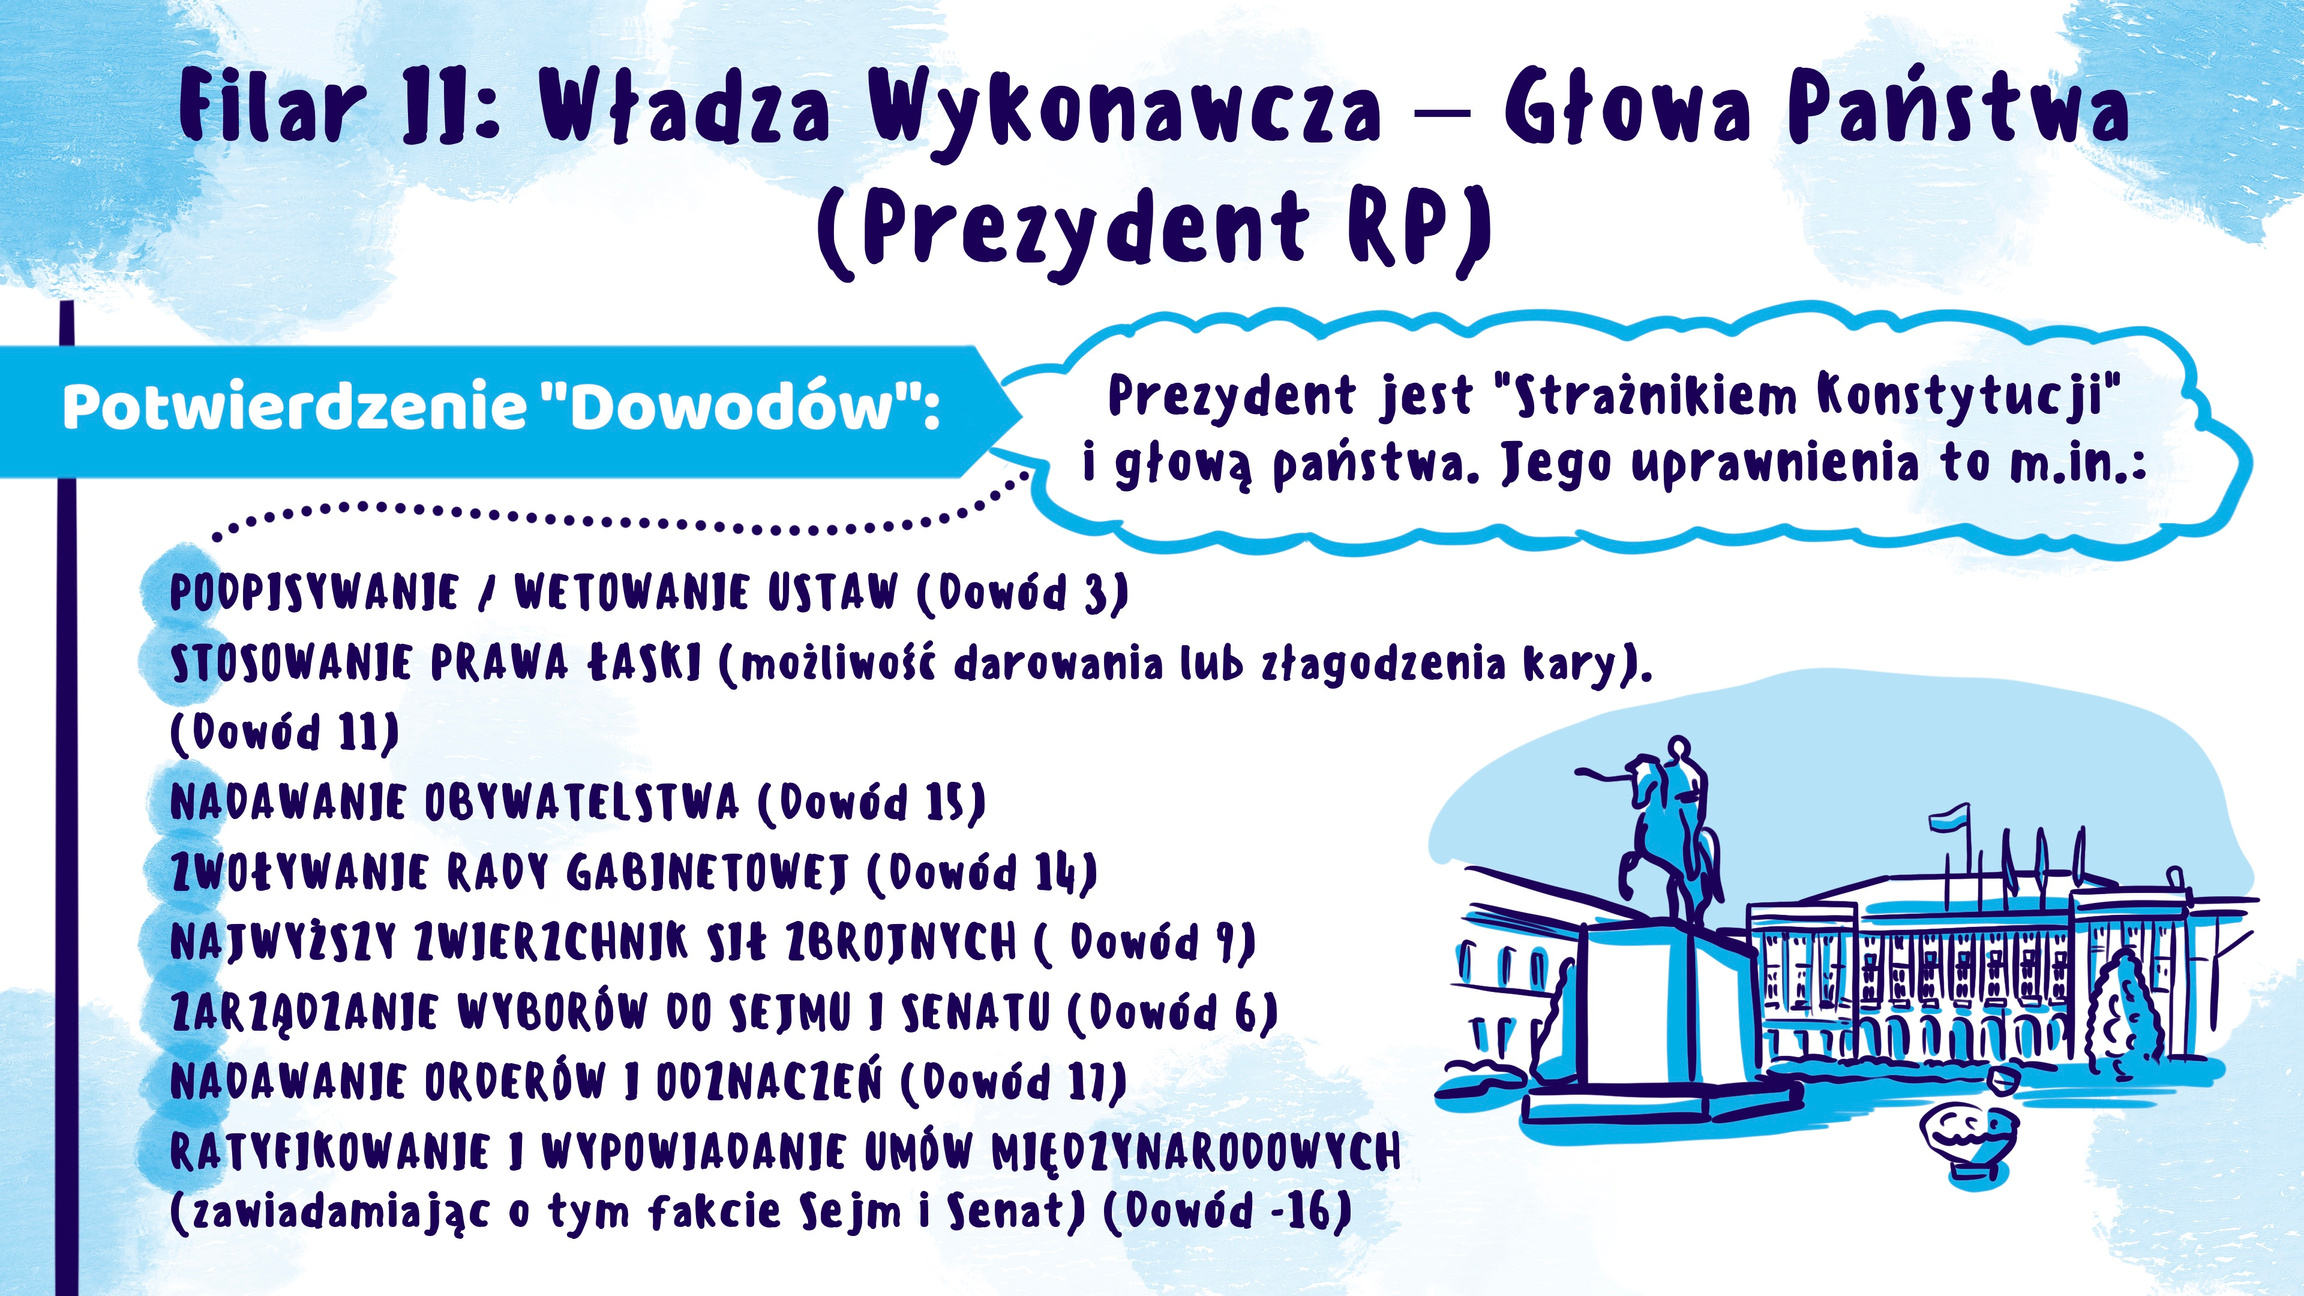 Filar II: Władza Wykonawcza – Głowa Państwa
(Prezydent RP)
Potwierdzenie "Dowodów":
Prezydent jest "Strażnikiem Konstytucji"
i głową państwa. Jego uprawnienia to m.in.:
PODPISYWANIE / WETOWANIE USTAW (Dowód 3)
STOSOWANIE PRAWA ŁASKI (możliwość darowania lub złagodzenia kary).
(Dowód 11)
NADAWANIE OBYWATELSTWA (Dowód 15)
ZWOŁYWANIE RADY GABINETOWEJ (Dowód 14)
NAJWYŻSZY ZWIERZCHNIK SIŁ ZBROJNYCH ( Dowód 9)
ZARZĄDZANIE WYBORÓW DO SEJMU I SENATU (Dowód 6)
NADAWANIE ORDERÓW I ODZNACZEŃ (Dowód 17)
RATYFIKOWANIE I WYPOWIADANIE UMÓW MIĘDZYNARODOWYCH
(zawiadamiając o tym fakcie Sejm i Senat) (Dowód -16)